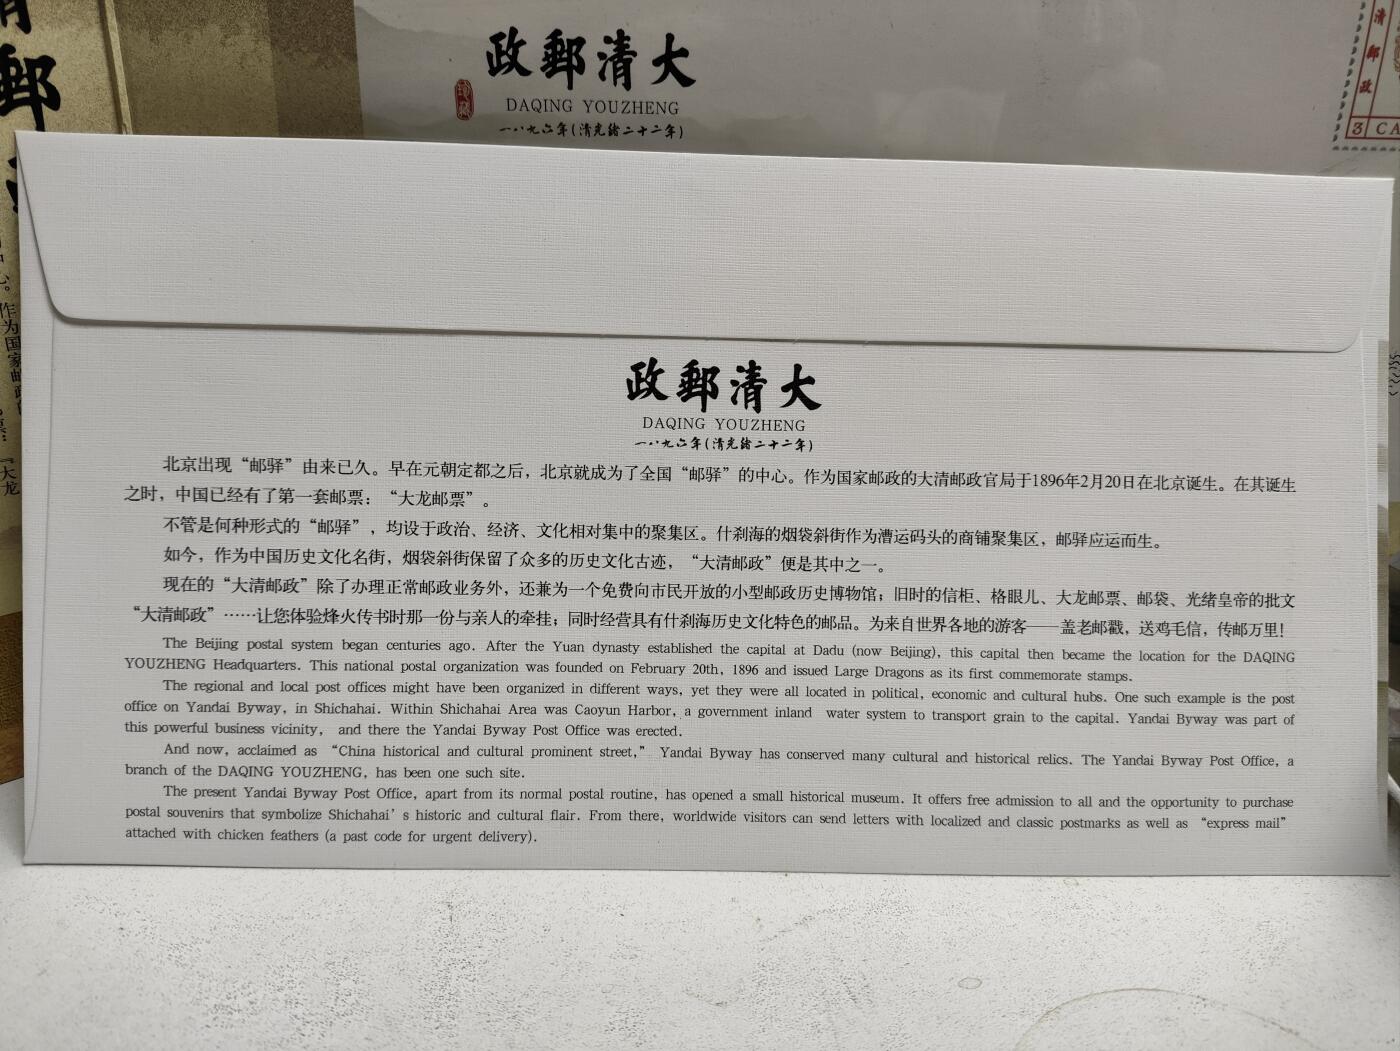 政郵清大
珍藏
DAQING YOUZHENG
一八九六年(清光緒二十二年)
清
郵
政
3 CA
清
郵
作为国家邮政
大龙
政郵清大
DAQING YOUZHENG
一八九六年(清光緒二十二年)
北京出现“邮驿”由来已久。早在元朝定都之后，北京就成为了全国“邮驿”的中心。作为国家邮政的大清邮政官局于1896年2月20日在北京诞生。在其诞生
之时，中国已经有了第一套邮票：“大龙邮票”。
不管是何种形式的“邮驿”，均设于政治、经济、文化相对集中的聚集区。什刹海的烟袋斜街作为漕运码头的商铺聚集区，邮驿应运而生。
如今，作为中国历史文化名街，烟袋斜街保留了众多的历史文化古迹，“大清邮政”便是其中之一。
现在的“大清邮政”除了办理正常邮政业务外，还兼为一个免费向市民开放的小型邮政历史博物馆；旧时的信柜、格眼儿、大龙邮票、邮袋、光绪皇帝的批文
“大清邮政”……让您体验烽火传书时那一份与亲人的牵挂；同时经营具有什刹海历史文化特色的邮品。为来自世界各地的游客——盖老邮戳，送鸡毛信，传邮万里！
The Beijing postal system began centuries ago. After the Yuan dynasty established the capital at Dadu (now Beijing), this capital then became the location for the DAQING
YOUZHENG Headquarters. This national postal organization was founded on February 20th, 1896 and issued Large Dragons as its first commemorate stamps.
The regional and local post offices might have been organized in different ways, yet they were all located in political, economic and cultural hubs. One such example is the post
office on Yandai Byway, in Shichahai. Within Shichahai Area was Caoyun Harbor, a government inland water system to transport grain to the capital. Yandai Byway was part of
this powerful business vicinity, and there the Yandai Byway Post Office was erected.
And now, acclaimed as “China historical and cultural prominent street,” Yandai Byway has conserved many cultural and historical relics. The Yandai Byway Post Office, a
branch of the DAQING YOUZHENG, has been one such site.
The present Yandai Byway Post Office, apart from its normal postal routine, has opened a small historical museum. It offers free admission to all and the opportunity to purchase
postal souvenirs that symbolize Shichahai’s historic and cultural flair. From there, worldwide visitors can send letters with localized and classic postmarks as well as “express mail”
attached with chicken feathers (a past code for urgent delivery).